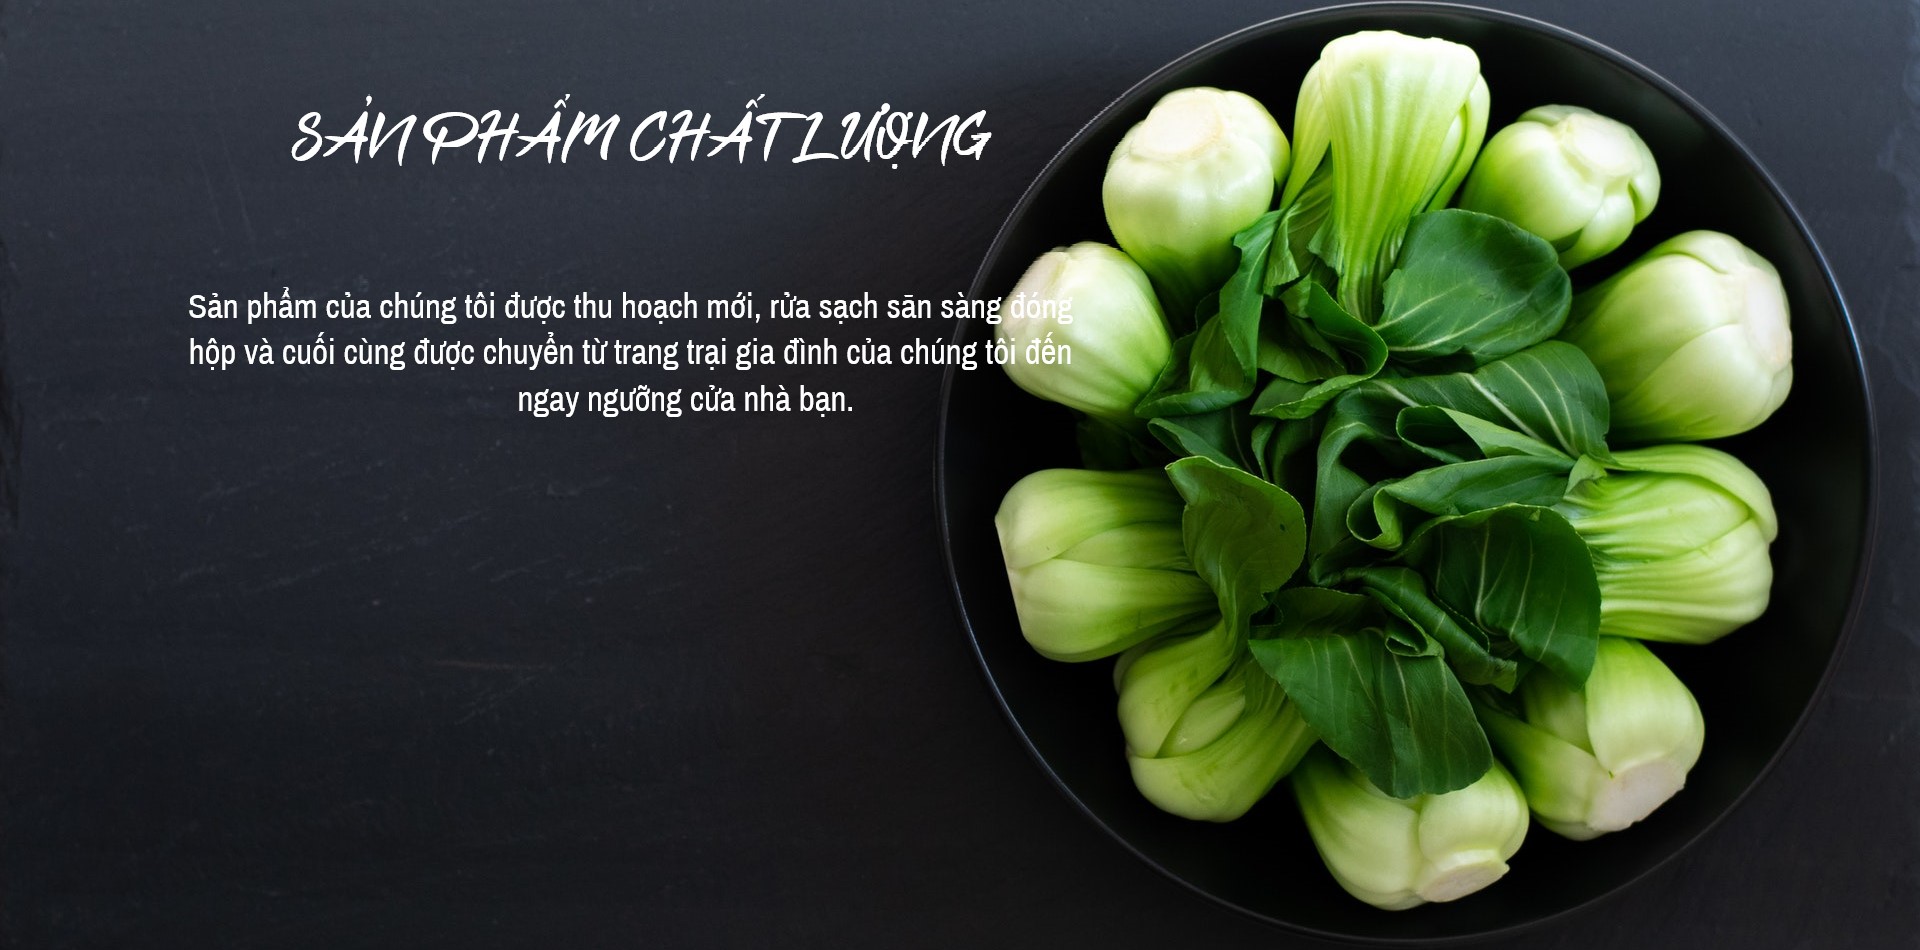 SẢN PHẨM CHẤT LƯỢNG
Sản phẩm của chúng tôi được thu hoạch mới, rửa sạch sãn sàng đóng
hộp và cuối cùng được chuyển từ trang trại gia đình của chúng tôi đến
ngay ngưỡng cửa nhà bạn.